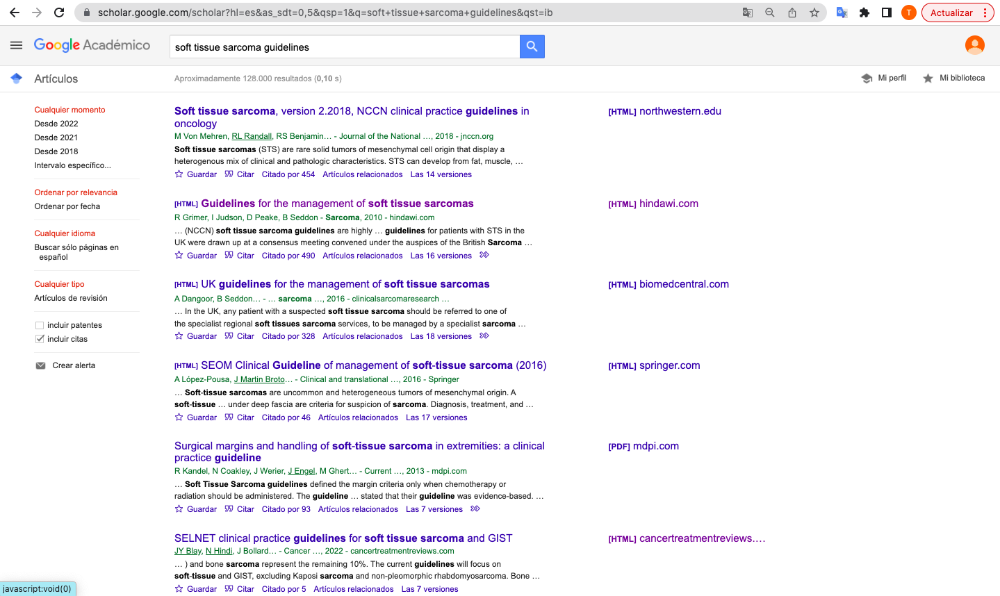 scholar.google.com/scholar?hl=es&as_sdt=0,5&qsp=1&q=soft+tissue+sarcoma+guidelines&qst=ib
T
Actualizar
Google Académico
soft tissue sarcoma guidelines
Artículos
Aproximadamente 128.000 resultados (0,10 s)
Mi perfil
Mi biblioteca
Cualquier momento
Desde 2022
Desde 2021
Desde 2018
Intervalo específico...
Ordenar por relevancia
Ordenar por fecha
Cualquier idioma
Buscar sólo páginas en
español
Cualquier tipo
Artículos de revisión
incluir patentes
incluir citas
Crear alerta
Soft tissue sarcoma, version 2.2018, NCCN clinical practice guidelines in
oncology
[HTML] northwestern.edu
M Von Mehren, RL Randall, RS Benjamin… - Journal of the National …, 2018 - jnccn.org
Soft tissue sarcomas (STS) are rare solid tumors of mesenchymal cell origin that display a
heterogenous mix of clinical and pathologic characteristics. STS can develop from fat, muscle, …
Guardar Citar Citado por 454 Artículos relacionados Las 14 versiones
[HTML] Guidelines for the management of soft tissue sarcomas
[HTML] hindawi.com
R Grimer, I Judson, D Peake, B Seddon - Sarcoma, 2010 - hindawi.com
… (NCCN) soft tissue sarcoma guidelines are highly … guidelines for patients with STS in the
UK were drawn up at a consensus meeting convened under the auspices of the British Sarcoma …
Guardar Citar Citado por 490 Artículos relacionados Las 16 versiones
[HTML] UK guidelines for the management of soft tissue sarcomas
[HTML] biomedcentral.com
A Dangoor, B Seddon… - … sarcoma …, 2016 - clinicalsarcomaresearch …
… In the UK, any patient with a suspected soft tissue sarcoma should be referred to one of
the specialist regional soft tissues sarcoma services, to be managed by a specialist sarcoma …
Guardar Citar Citado por 328 Artículos relacionados Las 18 versiones
[HTML] SEOM Clinical Guideline of management of soft-tissue sarcoma (2016)
[HTML] springer.com
A López-Pousa, J Martin Broto… - Clinical and translational …, 2016 - Springer
… Soft-tissue sarcomas are uncommon and heterogeneous tumors of mesenchymal origin. A
soft-tissue … under deep fascia are criteria for suspicion of sarcoma. Diagnosis, treatment, and …
Guardar Citar Citado por 46 Artículos relacionados Las 17 versiones
Surgical margins and handling of soft-tissue sarcoma in extremities: a clinical
practice guideline
[PDF] mdpi.com
R Kandel, N Coakley, J Werier, J Engel, M Ghert… - Current …, 2013 - mdpi.com
… Soft Tissue Sarcoma guidelines defined the margin criteria only when chemotherapy or
radiation should be administered. The guideline … stated that their guideline was evidence-based. …
Guardar Citar Citado por 93 Artículos relacionados Las 7 versiones
SELNET clinical practice guidelines for soft tissue sarcoma and GIST
[HTML] cancertreatmentreviews.…
JY Blay, N Hindi, J Bollard… - Cancer …, 2022 - cancertreatmentreviews.com
… ) and bone sarcoma represent the remaining 10%. The current guidelines will focus on
soft-tissue and GIST, excluding Kaposi sarcoma and non-pleomorphic rhabdomyosarcoma. Bone …
Guardar Citar Citado por 5 Artículos relacionados Las 7 versiones
javascript:void(0)